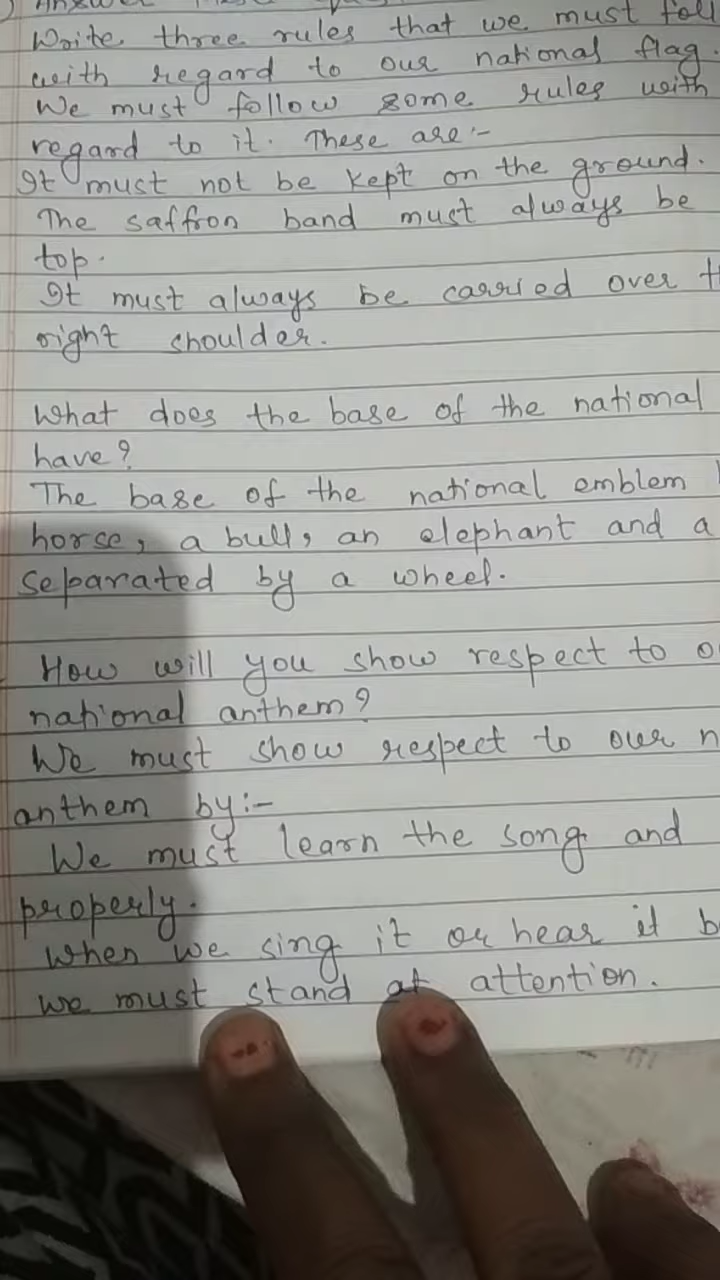 Write three rules that we must foll
with regard to our national flag.
We must follow some rules with
regard to it. These are :-
It must not be kept on the ground.
The saffron band must always be
top.
It must always be carried over th
right shoulder.
What does the base of the national
have?
The base of the national emblem
horse, a bull, an elephant and a
separated by a wheel.
How will you show respect to o
national anthem?
We must show respect to our n
anthem by:-
We must learn the song and
properly.
When we sing it or hear it b
we must stand at attention.